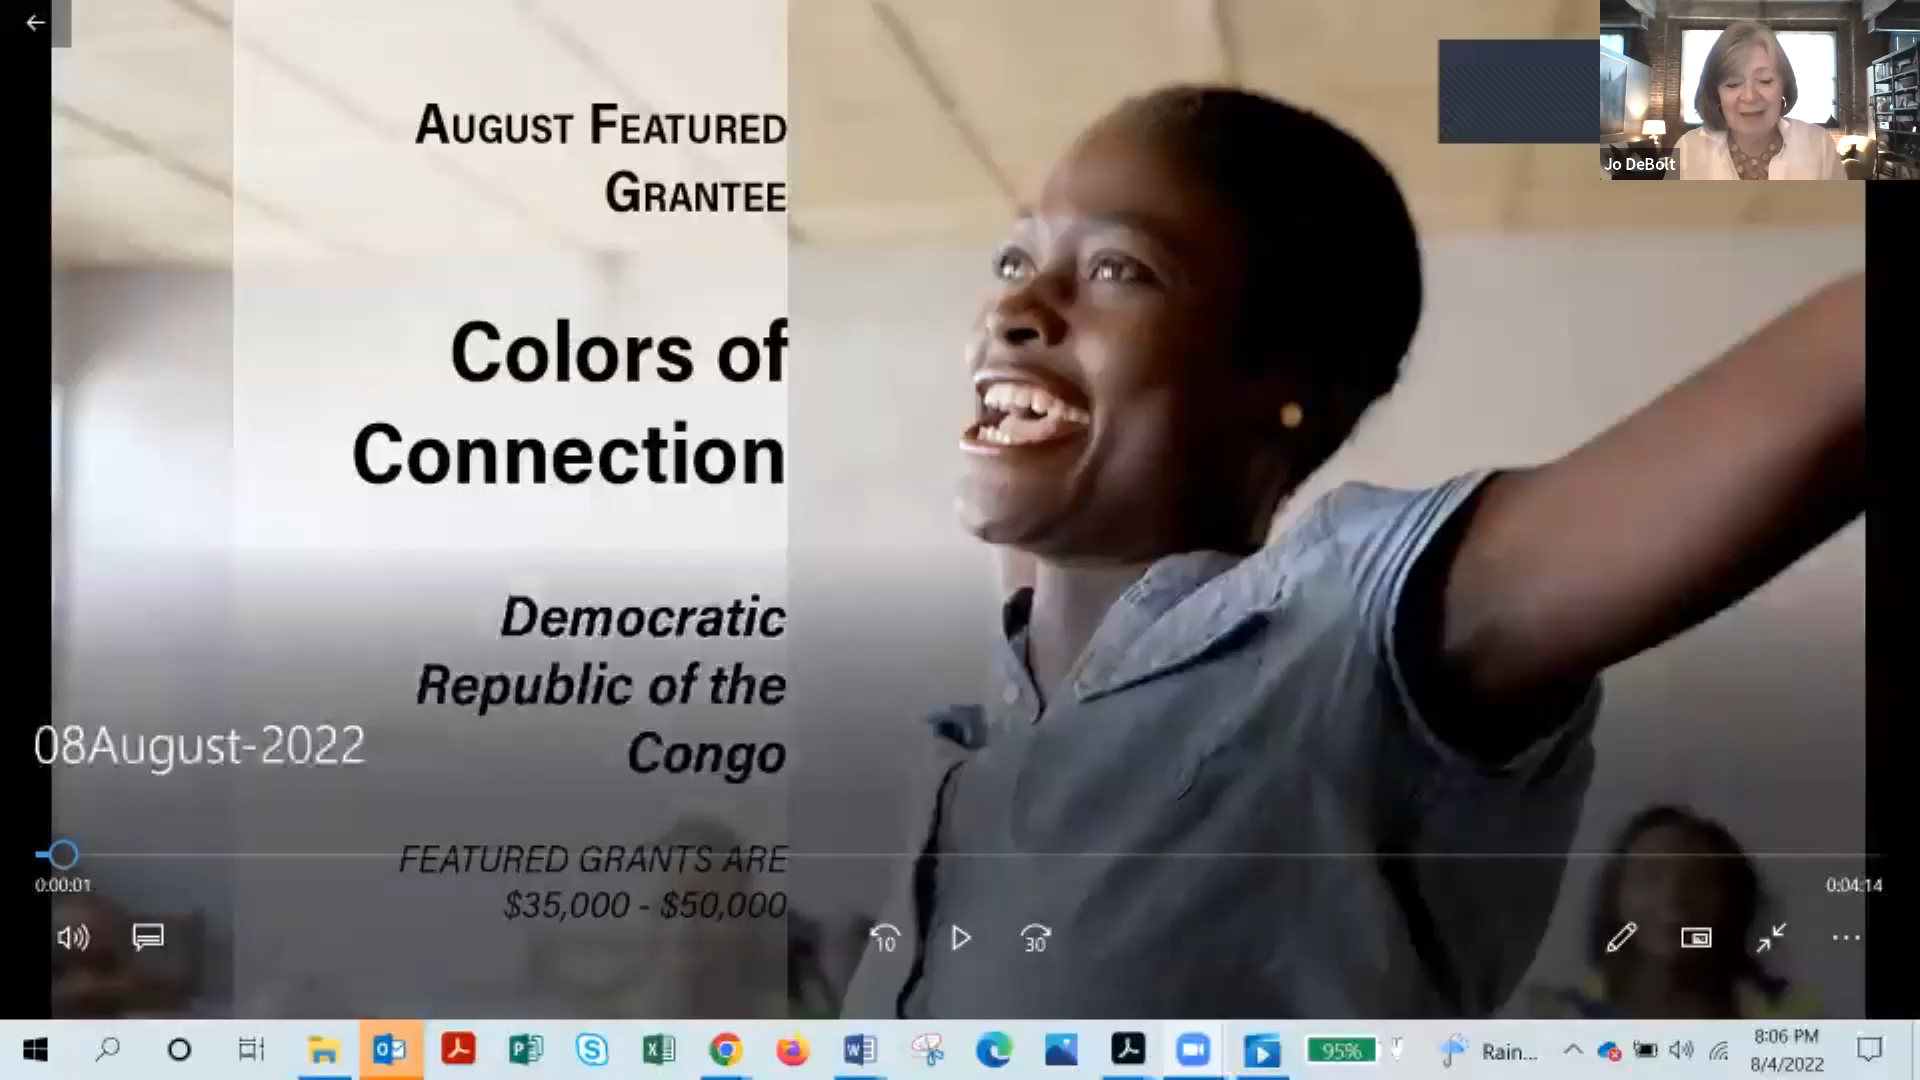 August Featured
Grantee
Colors of
Connection
Democratic
Republic of the
Congo
FEATURED GRANTS ARE
$35,000 - $50,000
Jo DeBolt
08August-2022
0:00:01
0:04:14
10
30
95%
Rain...
8:06 PM
8/4/2022